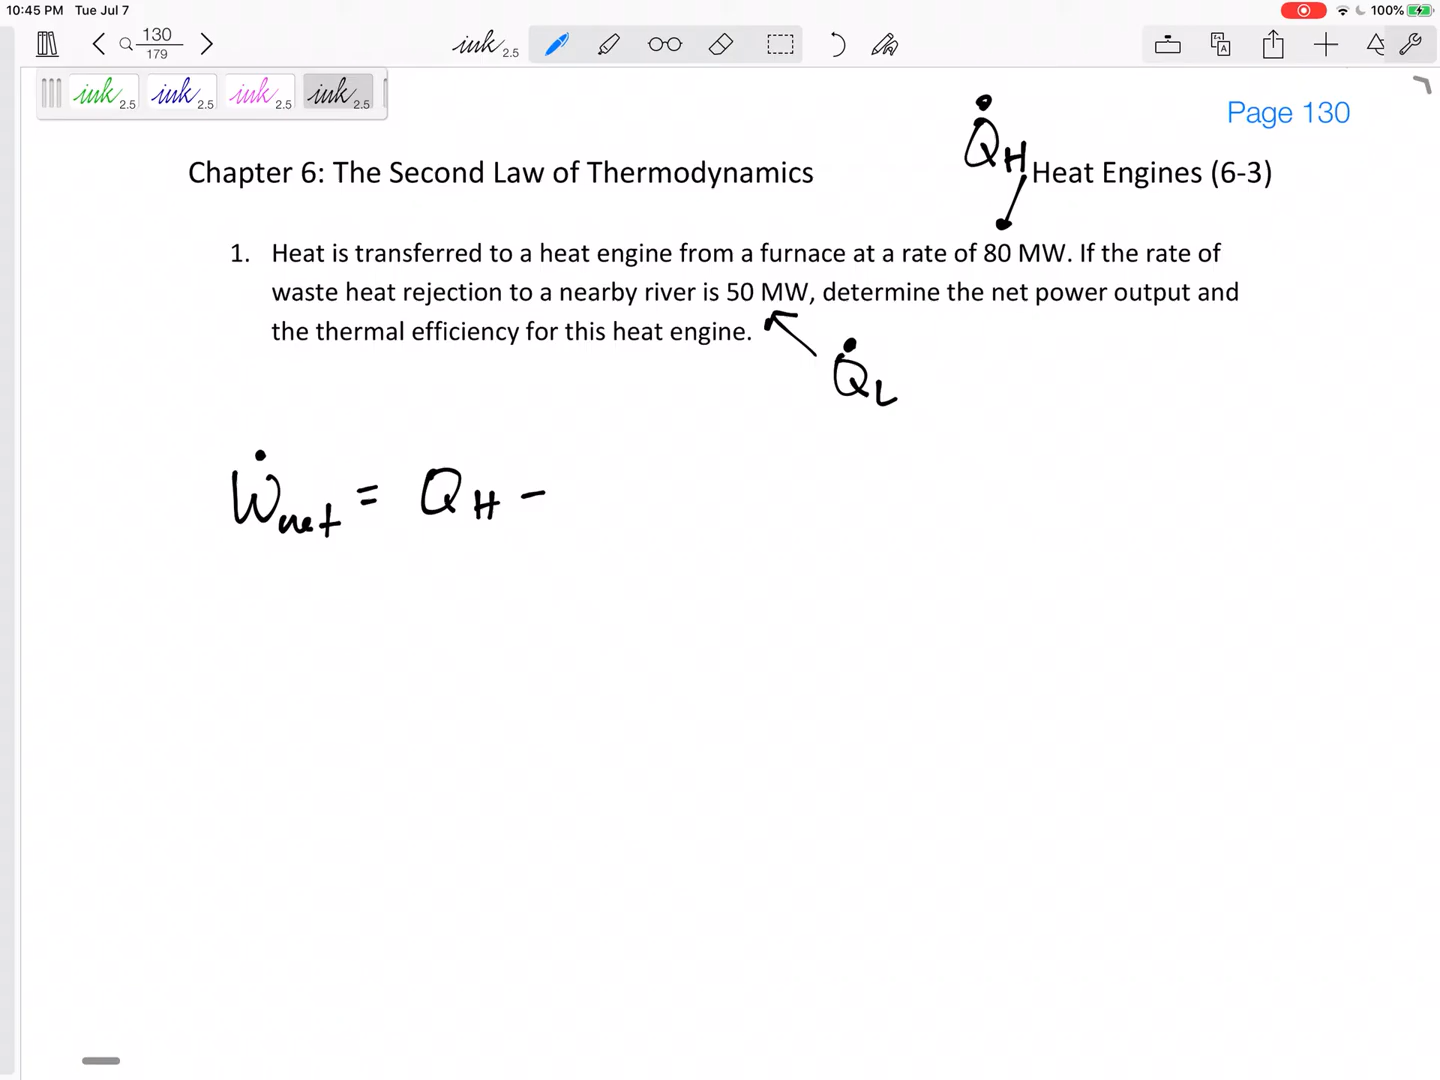 10:45 PM Tue Jul 7
100%
130
179
ink 2.5
ink 2.5 ink 2.5 ink 2.5 ink 2.5
Page 130
Q̇H
Chapter 6: The Second Law of Thermodynamics Heat Engines (6-3)
1. Heat is transferred to a heat engine from a furnace at a rate of 80 MW. If the rate of
waste heat rejection to a nearby river is 50 MW, determine the net power output and
the thermal efficiency for this heat engine.
Q̇L
Ẇnet = QH −